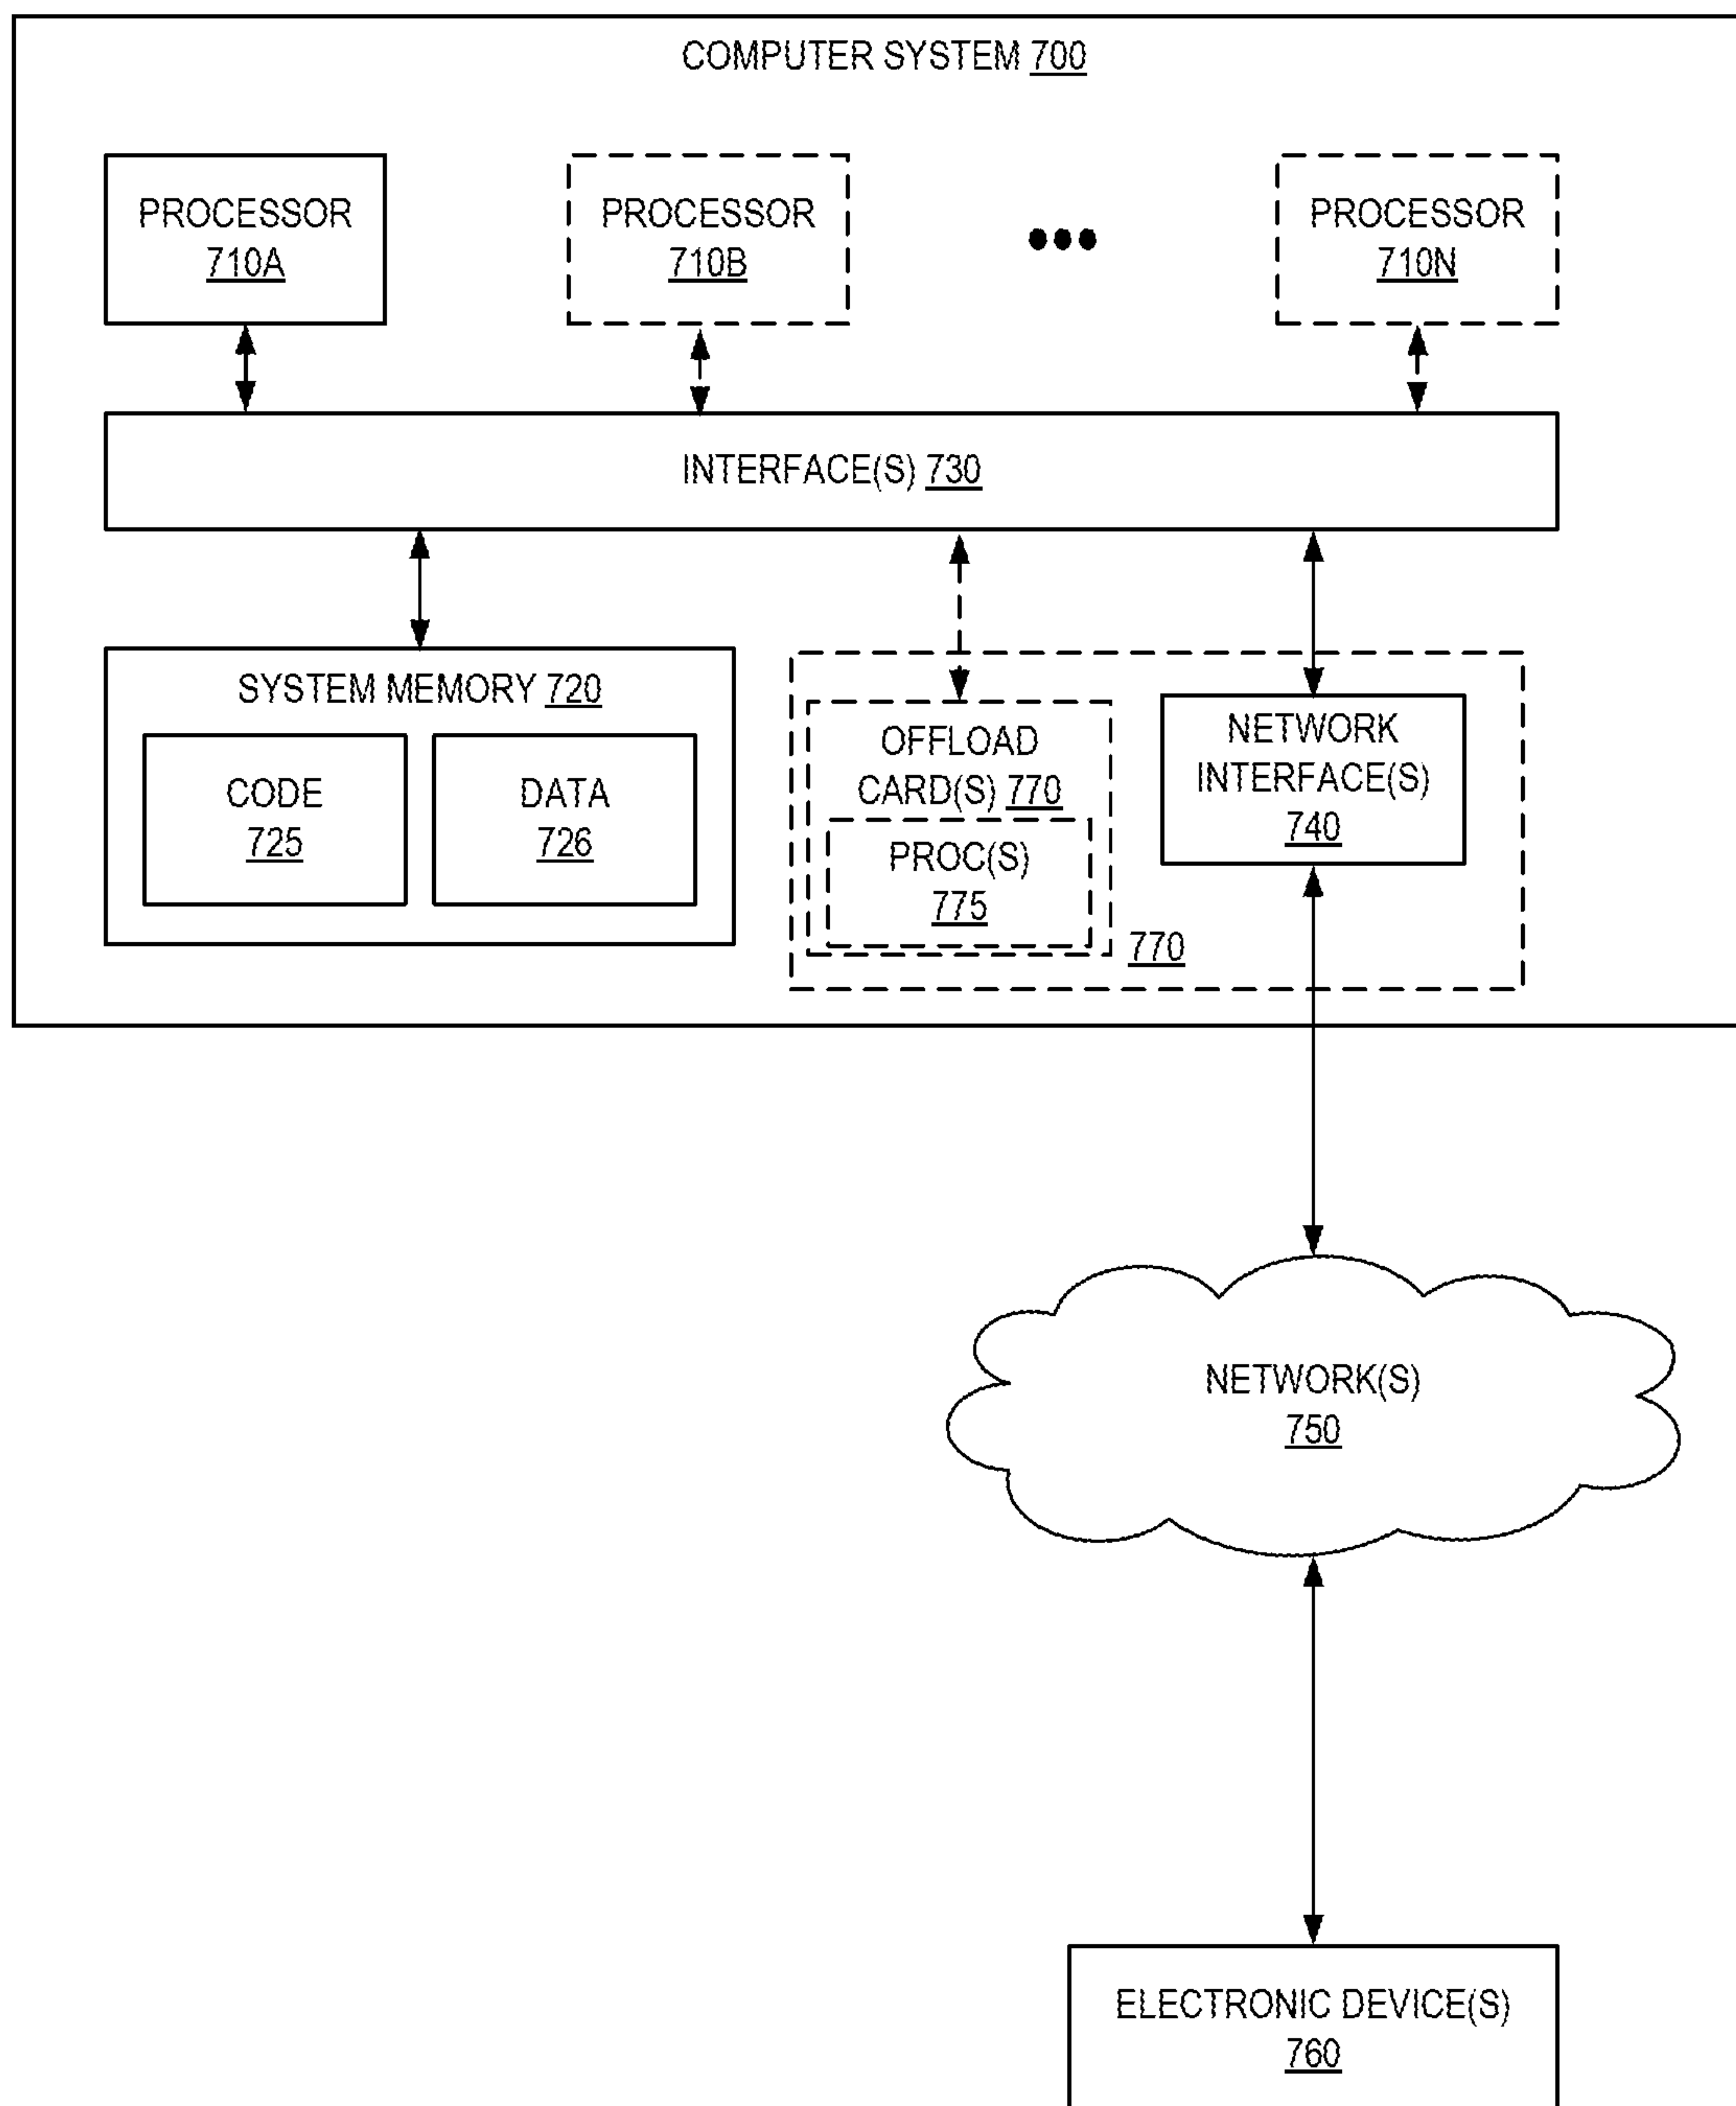 COMPUTER SYSTEM 700
PROCESSOR
710A
PROCESSOR
710B
PROCESSOR
710N
INTERFACE(S) 730
SYSTEM MEMORY 720
CODE
725
DATA
726
OFFLOAD
CARD(S) 770
PROC(S)
775
770
NETWORK
INTERFACE(S)
740
NETWORK(S)
750
ELECTRONIC DEVICE(S)
760